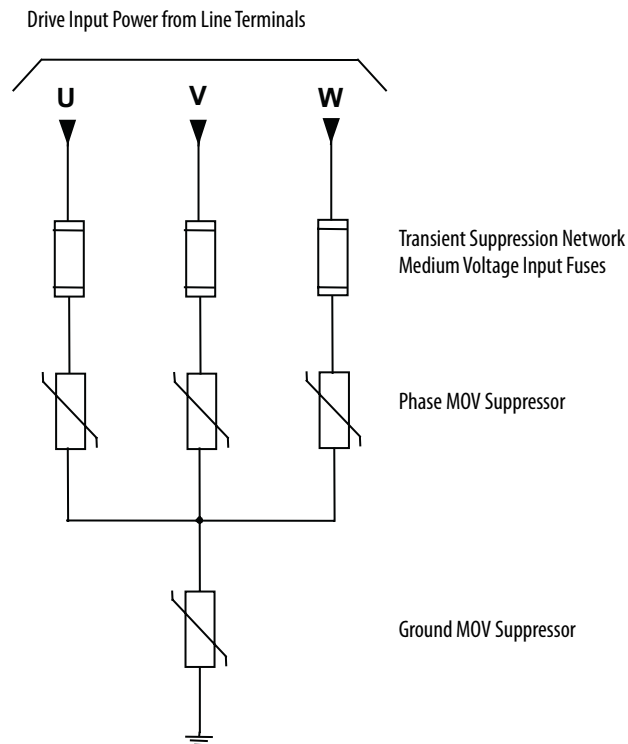 Drive Input Power from Line Terminals
U V W
Transient Suppression Network
Medium Voltage Input Fuses
Phase MOV Suppressor
Ground MOV Suppressor